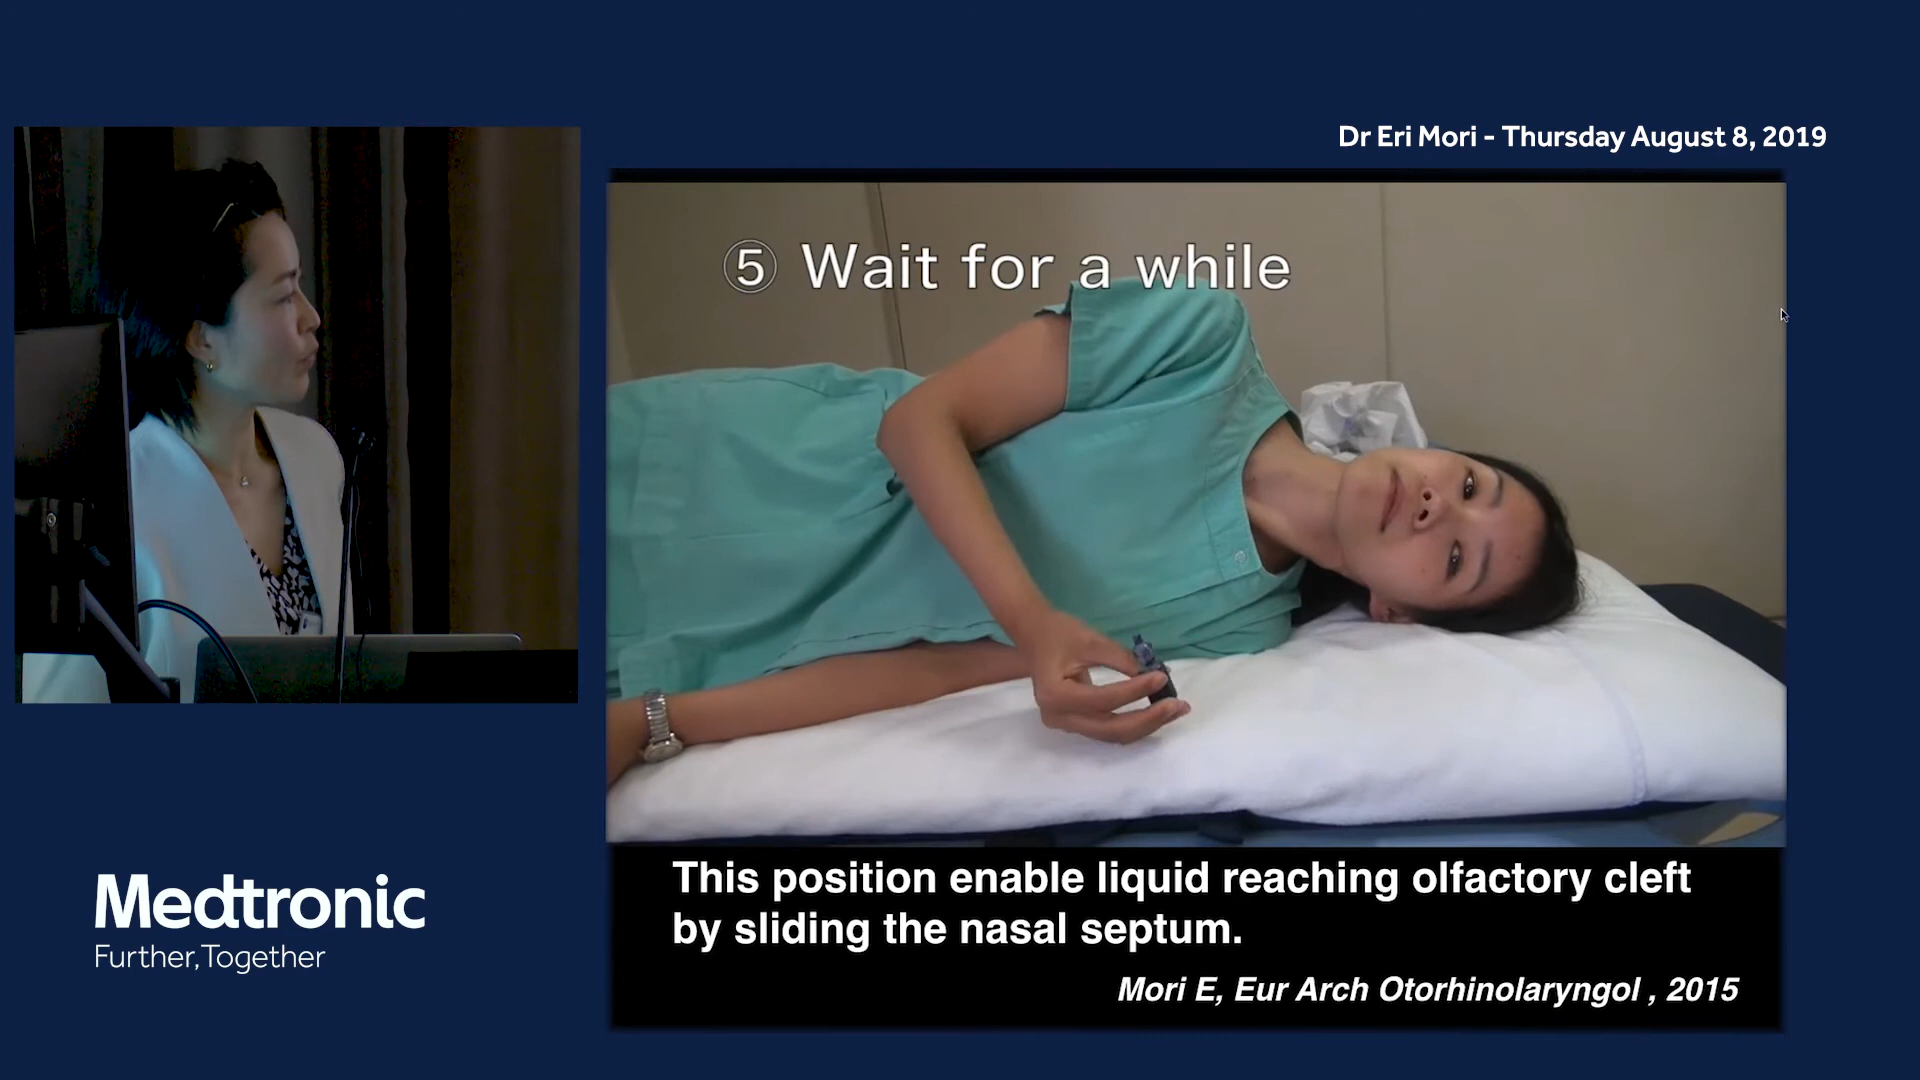 Dr Eri Mori - Thursday August 8, 2019
⑤ Wait for a while
This position enable liquid reaching olfactory cleft
by sliding the nasal septum.
Mori E, Eur Arch Otorhinolaryngol , 2015
Medtronic
Further,Together